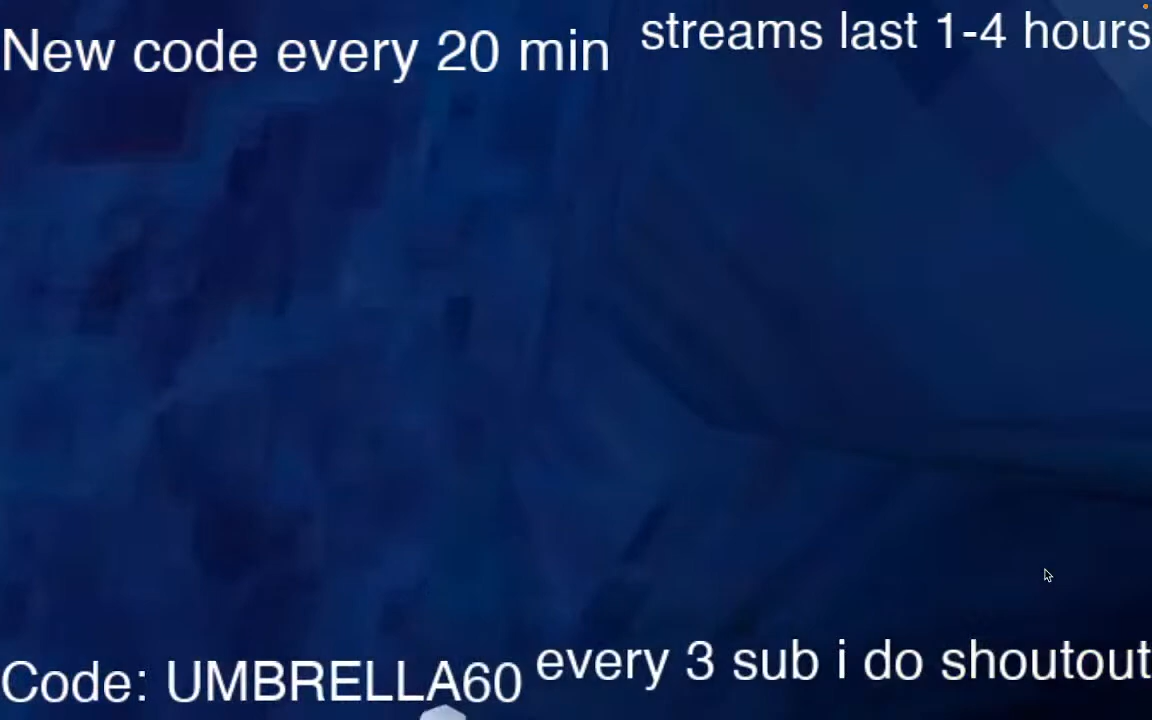 New code every 20 min
streams last 1-4 hours
Code: UMBRELLA60
every 3 sub i do shoutout